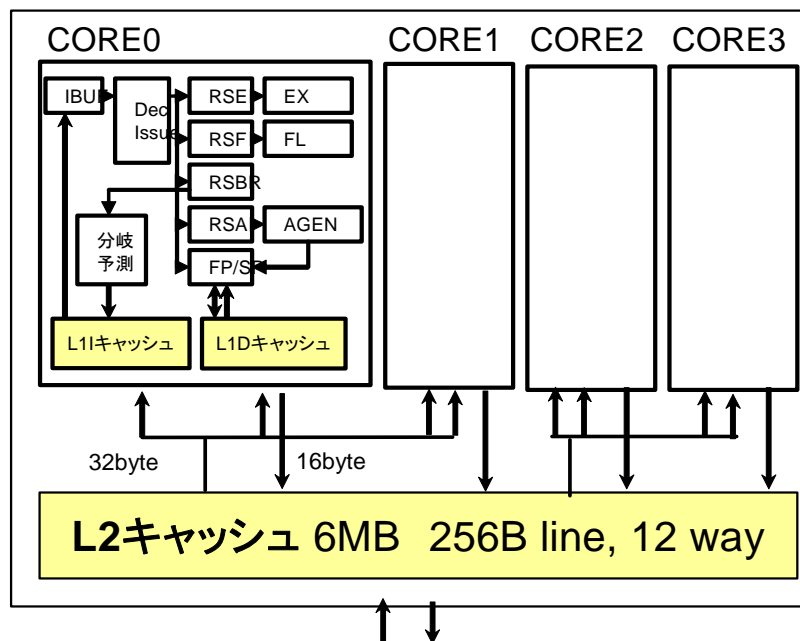 CORE0
CORE1
CORE2
CORE3
IBUF
Dec
Issue
RSE
EX
RSF
FL
RSBR
RSA
AGEN
FP/SP
分岐
予測
L1Iキャッシュ
L1Dキャッシュ
32byte
16byte
L2キャッシュ 6MB 256B line, 12 way